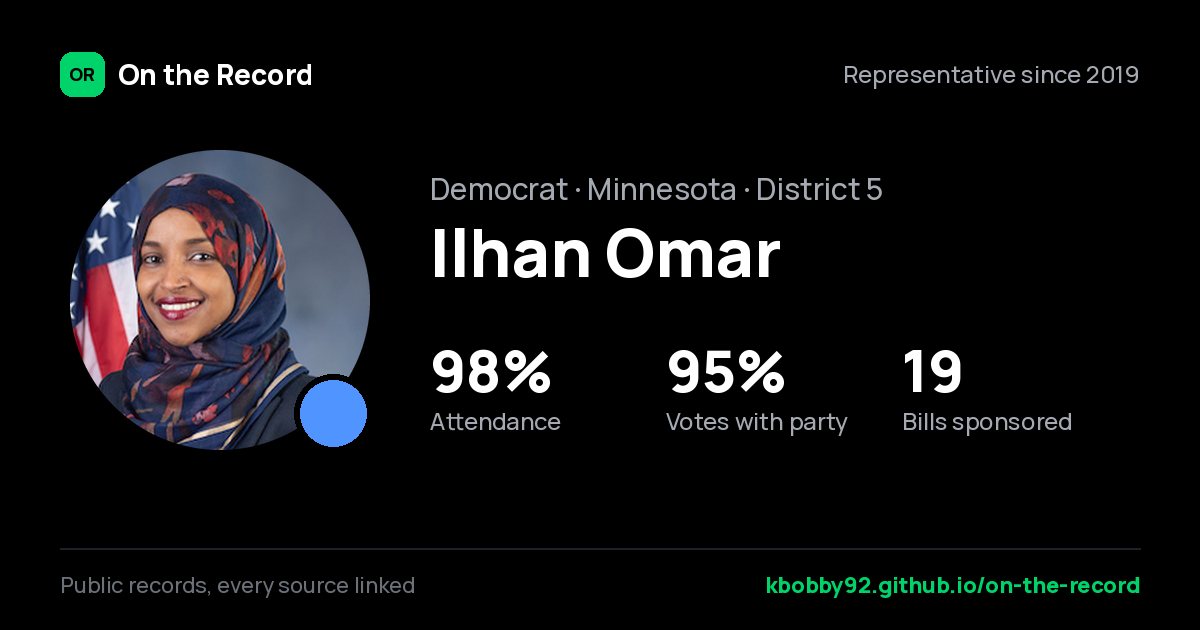 OR On the Record
Representative since 2019
Democrat · Minnesota · District 5
Ilhan Omar
98% 95% 19
Attendance Votes with party Bills sponsored
Public records, every source linked
kbobby92.github.io/on-the-record